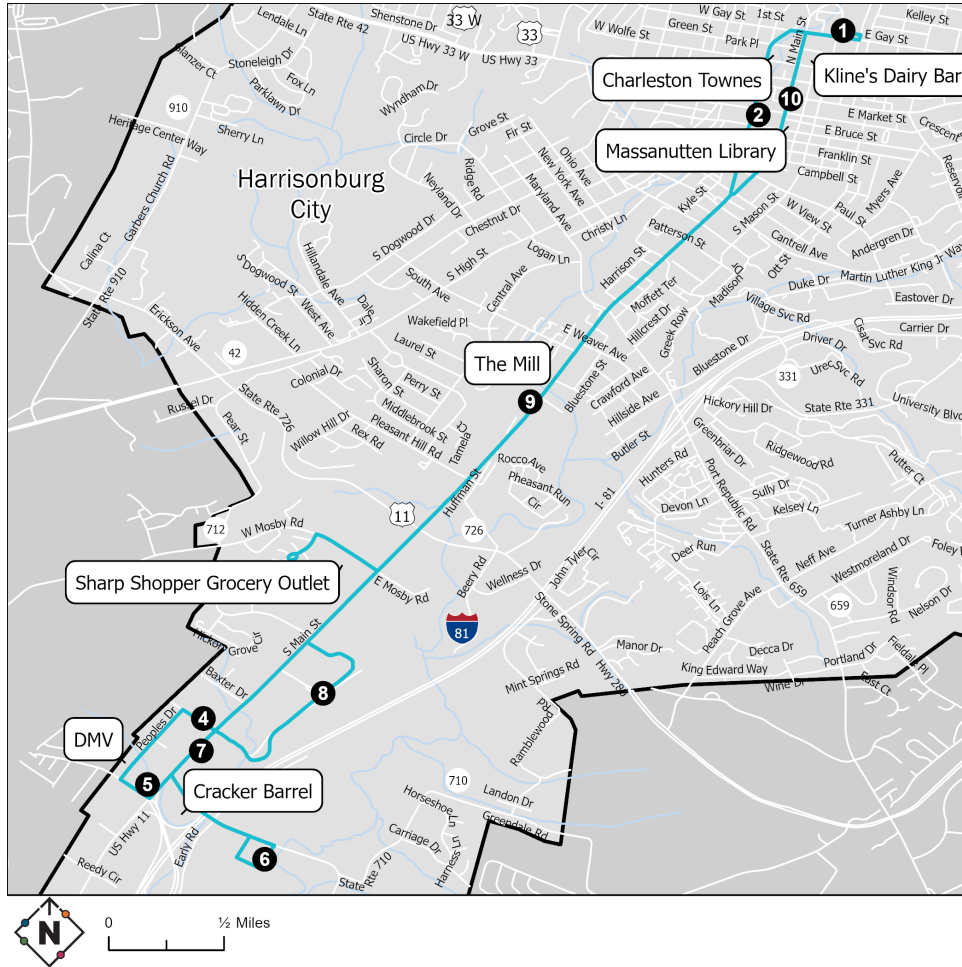 Lendale Ln
State Rte 42
Shenstone Dr
33 W
W Gay St
1st St
Kelley St
Green St
N Main St
W Wolfe St
Park Pl
1
E Gay St
US Hwy 33 W
33
US Hwy 33
Glanzer Ct
Stoneleigh Dr
Fox Ln
Parklawn Dr
Wyndham Dr
Charleston Townes
Kline's Dairy Bar
910
Heritage Center Way
Sherry Ln
Circle Dr
Grove St
Fir St
2
10
E Market St
Crescent
E Bruce St
Massanutten Library
Franklin St
Campbell St
Reservoir
Myers Ave
Harrisonburg
City
Ridge Rd
Ohio Ave
New York Ave
Maryland Ave
Neyland Dr
Chestnut Dr
S Dogwood Dr
Christy Ln
Kyle St
Patterson St
S Mason St
W View St
Paul St
Cantrell Ave
Andergren Dr
Garbers Church Rd
Calina Ct
State Rte 910
Hillandale Ave
S High St
Logan Ln
Harrison St
Ott St
Martin Luther King Jr Way
Duke Dr
Madison Dr
Moffett Ter
South Ave
Central Ave
S Dogwood St
West Ave
Dale Cir
Hidden Creek Ln
Erickson Ave
Wakefield Pl
Hillcrest Dr
Greek Row
Village Svc Rd
Eastover Dr
Carrier Dr
Cisat Svc Rd
Driver Dr
Bluestone Dr
E Weaver Ave
42
Laurel St
The Mill
Colonial Dr
Sharon St
Perry St
Middlebrook St
Pleasant Hill Rd
Rex Rd
Willow Hill Dr
State Rte 726
Russel Dr
Pear St
9
Bluestone St
Crawford Ave
Hillside Ave
Butler St
331
Urec Svc Rd
State Rte 331
University Blvd
Hickory Hill Dr
Greenbriar Dr
Ridgewood Rd
Tamela Ct
Rocco Ave
Pheasant Run
Cir
Huffman St
Hunters Rd
Port Republic Rd
Putter Ct
Sully Dr
Kelsey Ln
Devon Ln
I- 81
11
712
W Mosby Rd
726
Turner Ashby Ln
Deer Run
State Rte 659
Neff Ave
Westmoreland Dr
Foley
John Tyler Cir
Wellness Dr
Beery Rd
Sharp Shopper Grocery Outlet
E Mosby Rd
Lois Ln
Peach Grove Ave
659
Windsor Rd
Nelson Dr
Stone Spring Rd
Hwy 280
81
S Main St
Hickory
Grove Cir
Manor Dr
Decca Dr
King Edward Way
Portland Dr
Fieldale Pl
Mint Springs Rd
Wine Dr
East Ct
Baxter Dr
8
Ramblewood
Rd
4
Peoples Dr
DMV
7
5
Cracker Barrel
710
Landon Dr
Greendale Rd
Horseshoe Ln
Carriage Dr
Harness Ln
US Hwy 11
Early Rd
6
Reedy Cir
State Rte 710
N
0
½ Miles